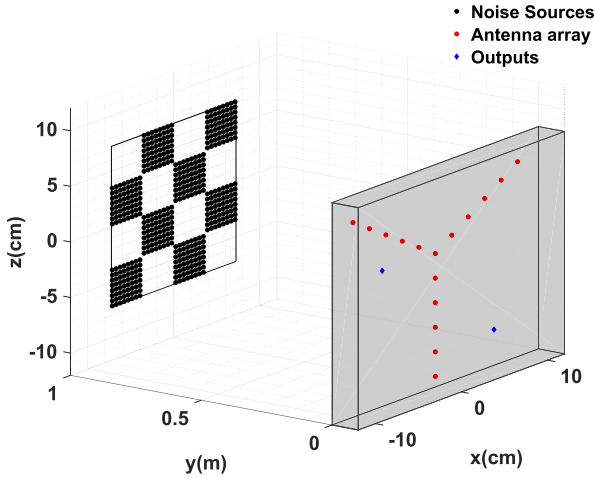 Noise Sources
Antenna array
Outputs
10
5
0
-5
-10
z(cm)
1
0.5
0
y(m)
-10
0
10
x(cm)